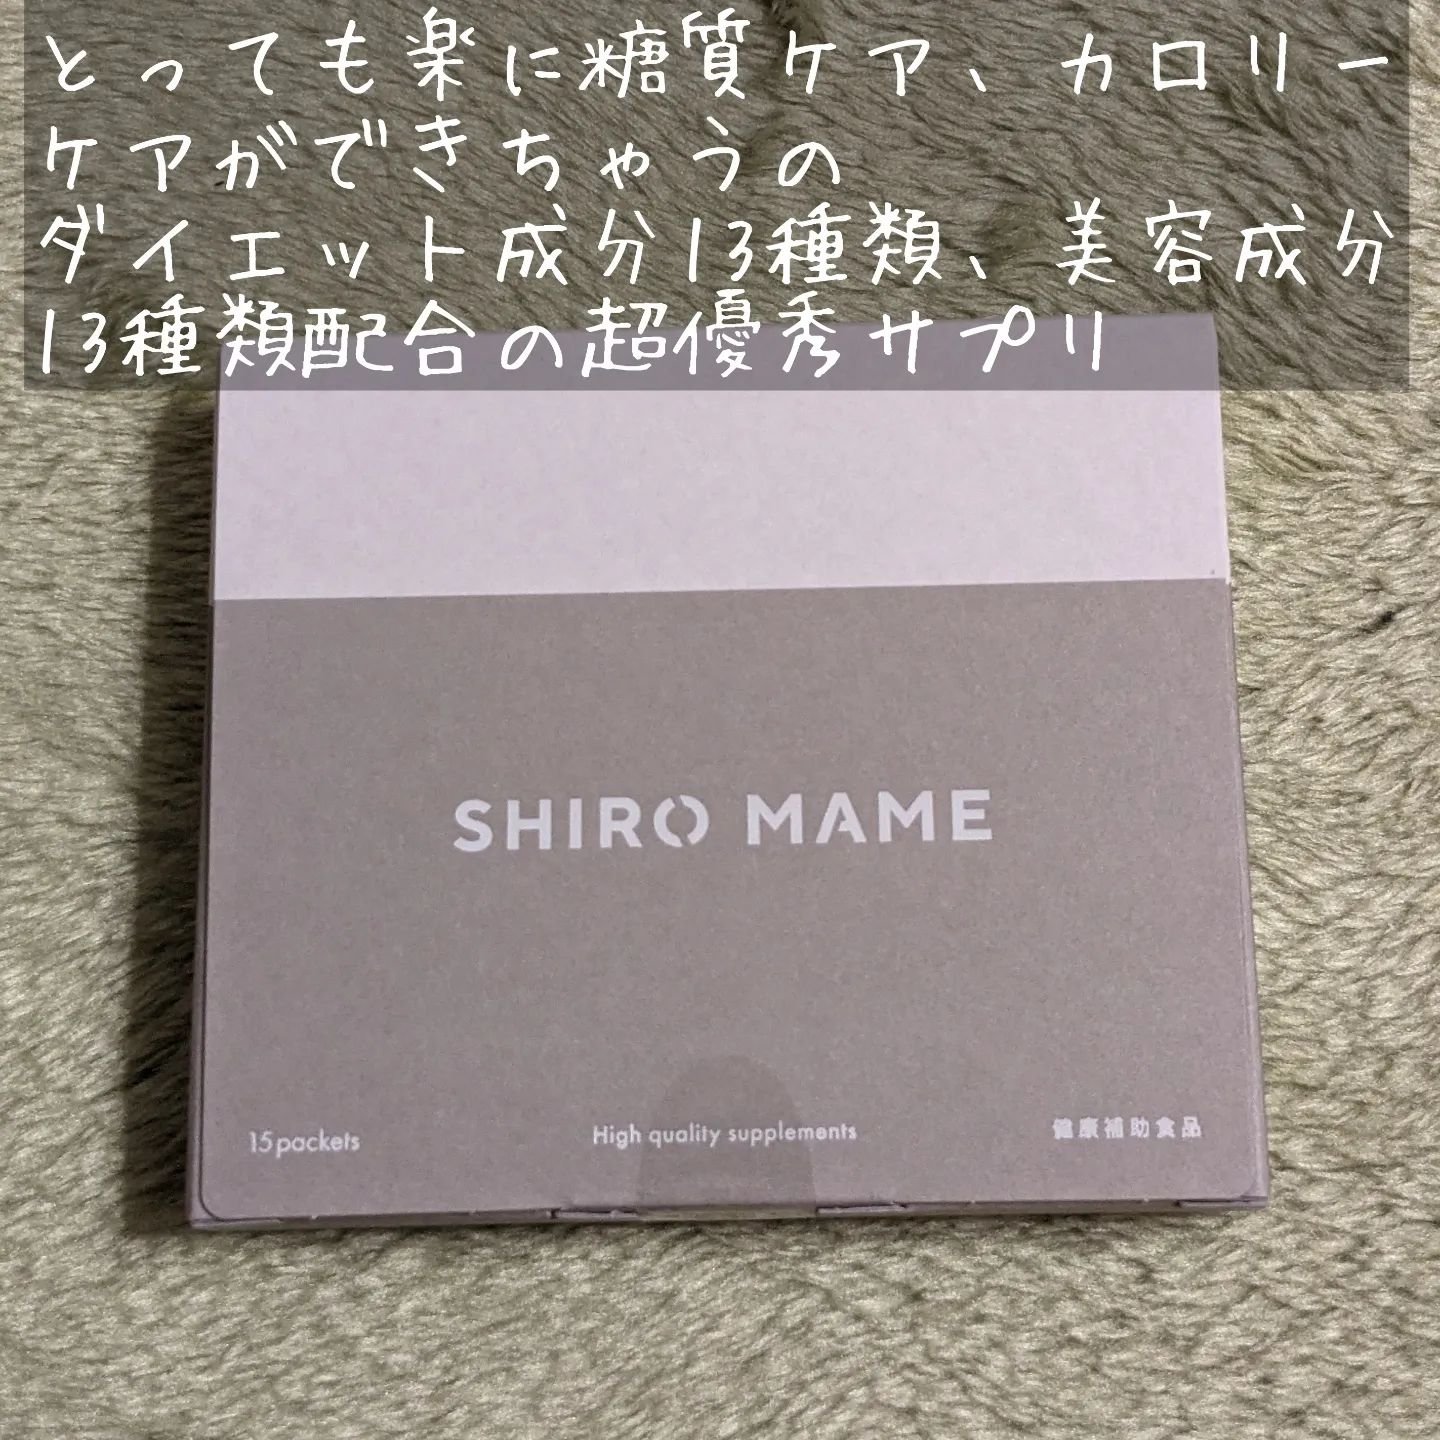 とっても楽に糖質ケア、カロリー
ケアができちゃうの
ダイエット成分13種類、美容成分
13種類配合の超優秀サプリ
SHIRO MAME
15packets
High quality supplements
健康補助食品